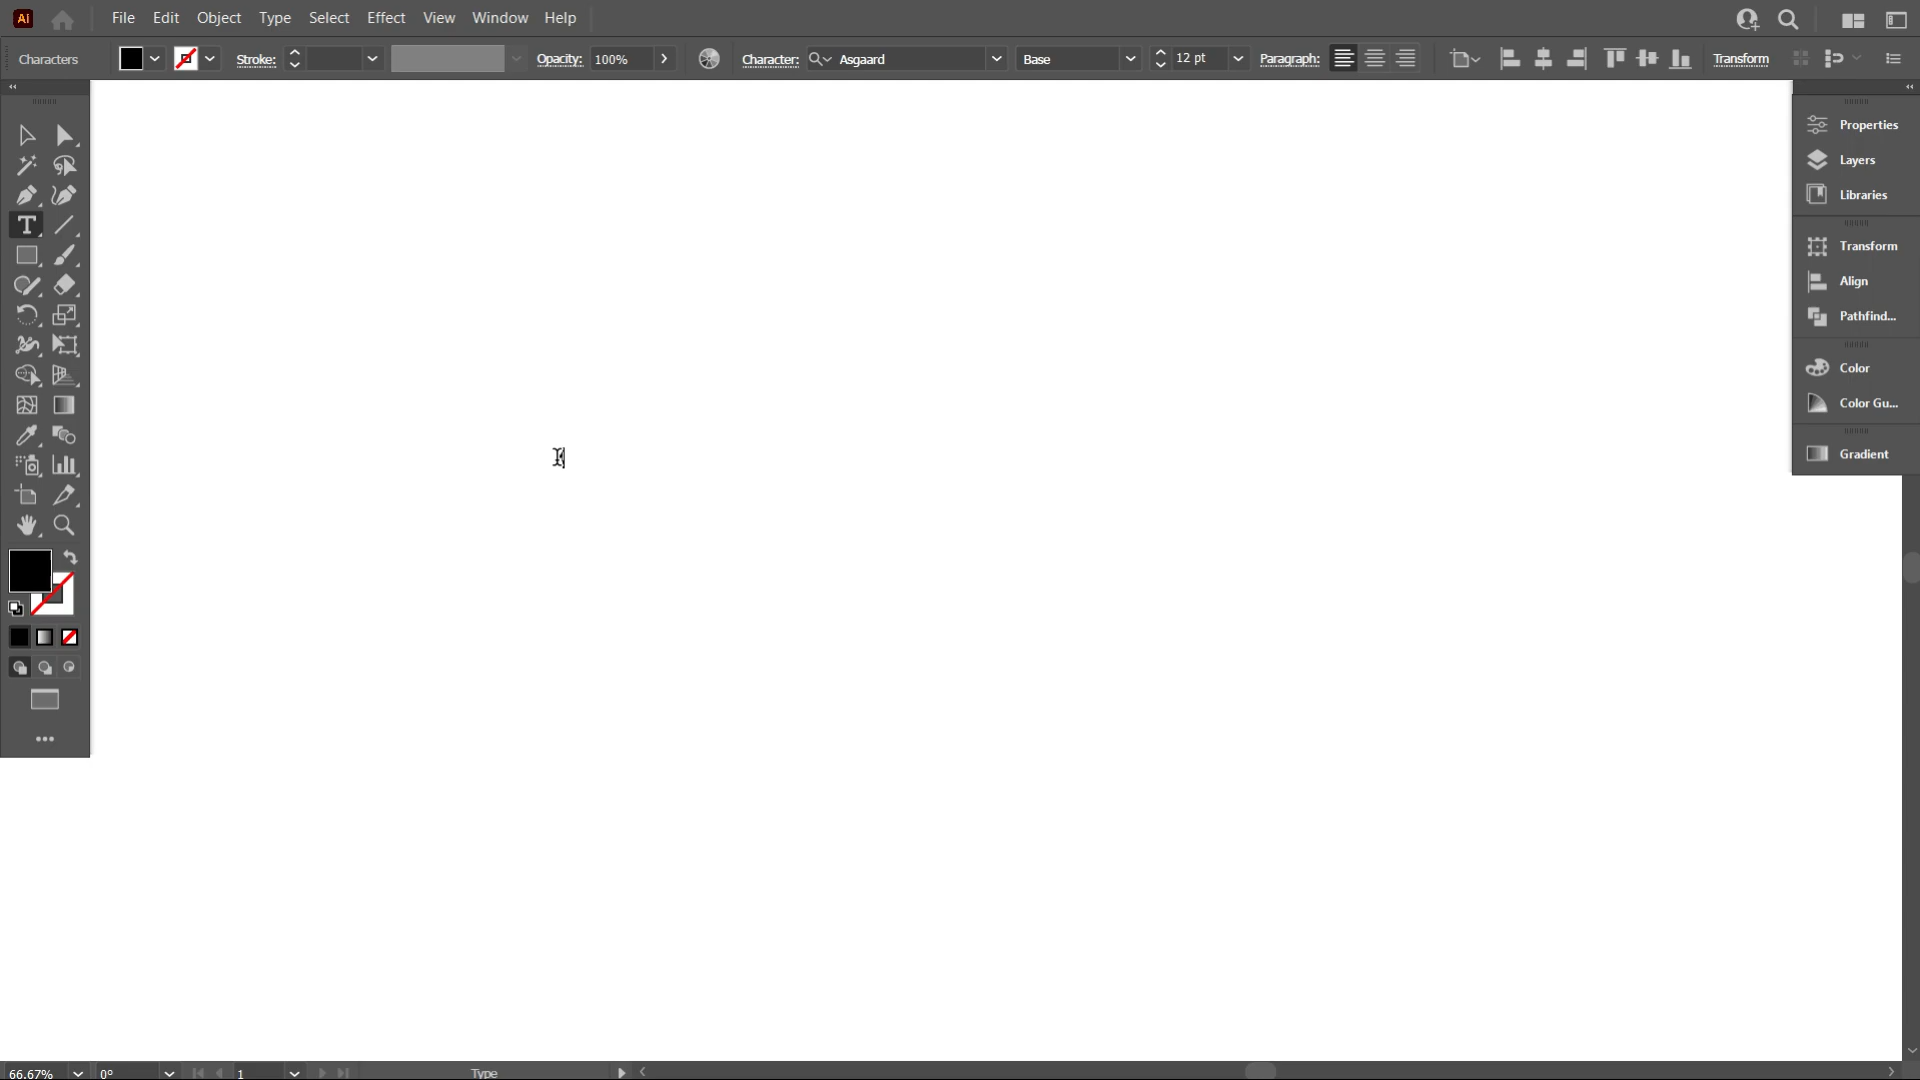 Ai File Edit Object Type Select Effect View Window Help
Characters Stroke: Opacity: 100% Character: Asgaard Base 12 pt Paragraph: Transform
Properties
Layers
Libraries
Transform
Align
Pathfind...
Color
Color Gu...
Gradient
66.67% 0° 1 Type